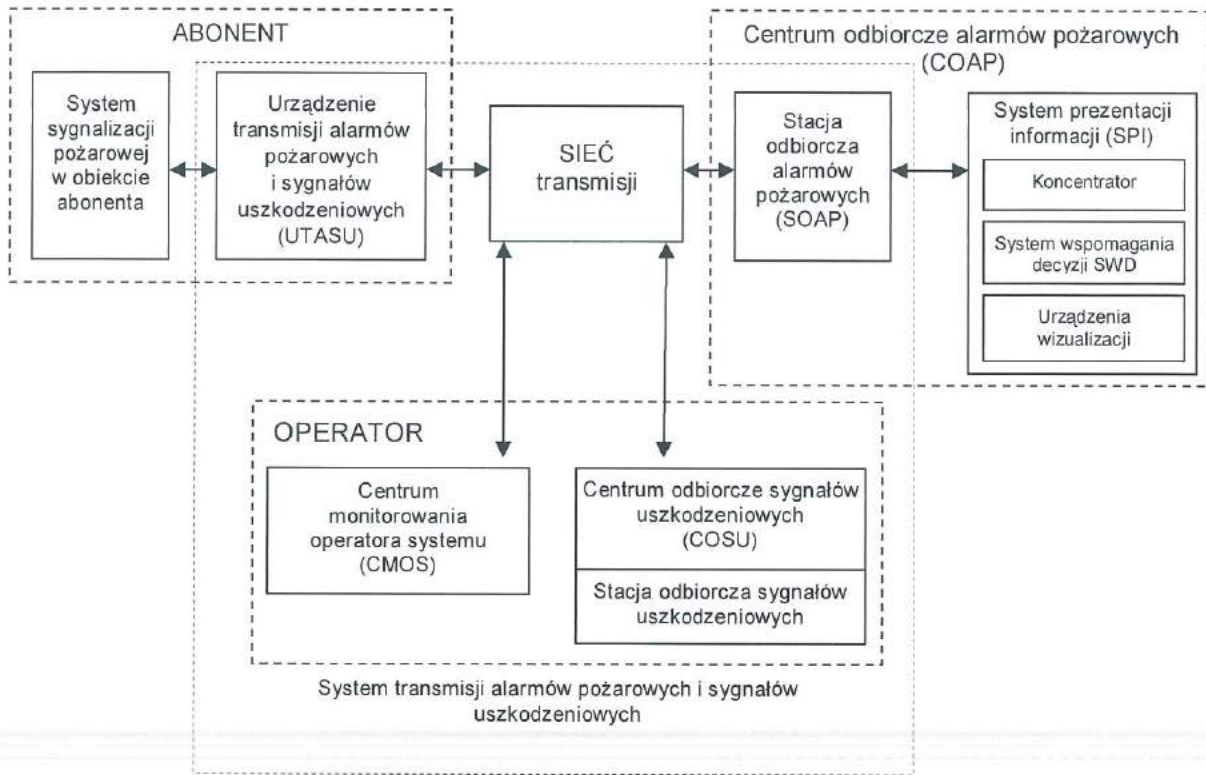 ABONENT
System
sygnalizacji
pożarowej
w obiekcie
abonenta
Urządzenie
transmisji alarmów
pożarowych
i sygnałów
uszkodzeniowych
(UTASU)
SIEĆ
transmisji
Centrum odbiorcze alarmów pożarowych
(COAP)
Stacja
odbiorcza
alarmów
pożarowych
(SOAP)
System prezentacji
informacji (SPI)
Koncentrator
System wspomagania
decyzji SWD
Urządzenia
wizualizacji
OPERATOR
Centrum
monitorowania
operatora systemu
(CMOS)
Centrum odbiorcze sygnałów
uszkodzeniowych
(COSU)
Stacja odbiorcza sygnałów
uszkodzeniowych
System transmisji alarmów pożarowych i sygnałów
uszkodzeniowych